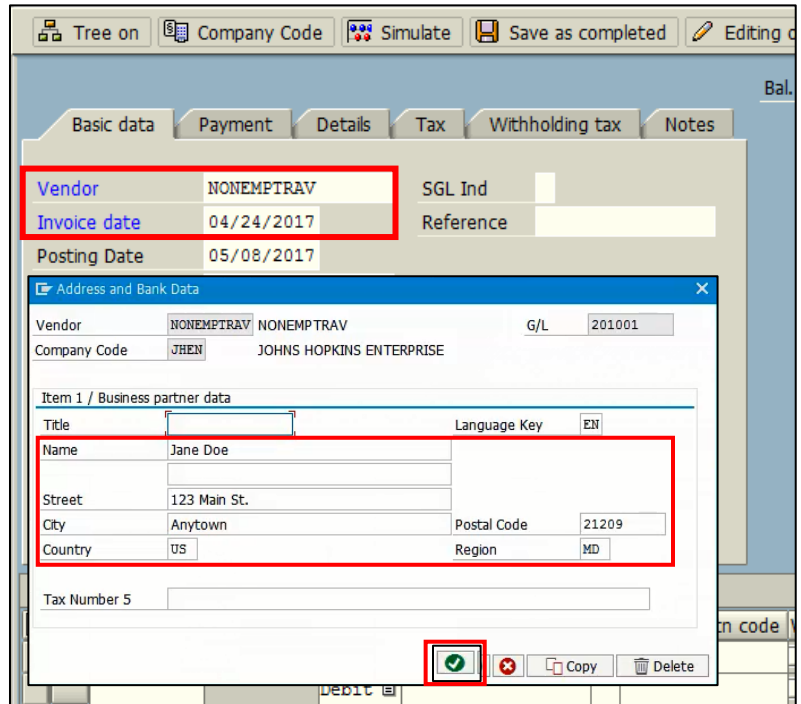 Tree on Company Code Simulate Save as completed Editing
Bal.
Basic data Payment Details Tax Withholding tax Notes
Vendor NONEMPTRAV SGL Ind
Invoice date 04/24/2017 Reference
Posting Date 05/08/2017
Address and Bank Data
Vendor NONEMPTRAV NONEMPTRAV G/L 201001
Company Code JHEN JOHNS HOPKINS ENTERPRISE
Item 1 / Business partner data
Title Language Key EN
Name Jane Doe
Street 123 Main St.
City Anytown Postal Code 21209
Country US Region MD
Tax Number 5
code
Copy Delete
Debit